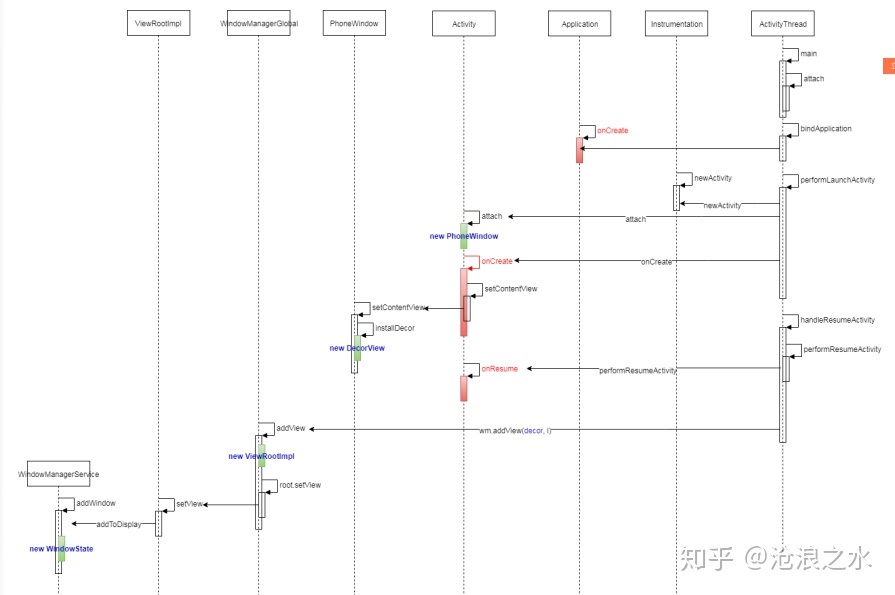 ViewRootImpl
WindowManagerGlobal
PhoneWindow
Activity
Application
Instrumentation
ActivityThread
main
attach
onCreate
bindApplication
newActivity
performLaunchActivity
newActivity
attach
attach
new PhoneWindow
onCreate
onCreate
setContentView
setContentView
installDecor
handleResumeActivity
new DecorView
performResumeActivity
onResume
performResumeActivity
addView
wm.addView(decor, l)
new ViewRootImpl
WindowManagerService
root.setView
addWindow
setView
addToDisplay
new WindowState
知乎 @沧浪之水